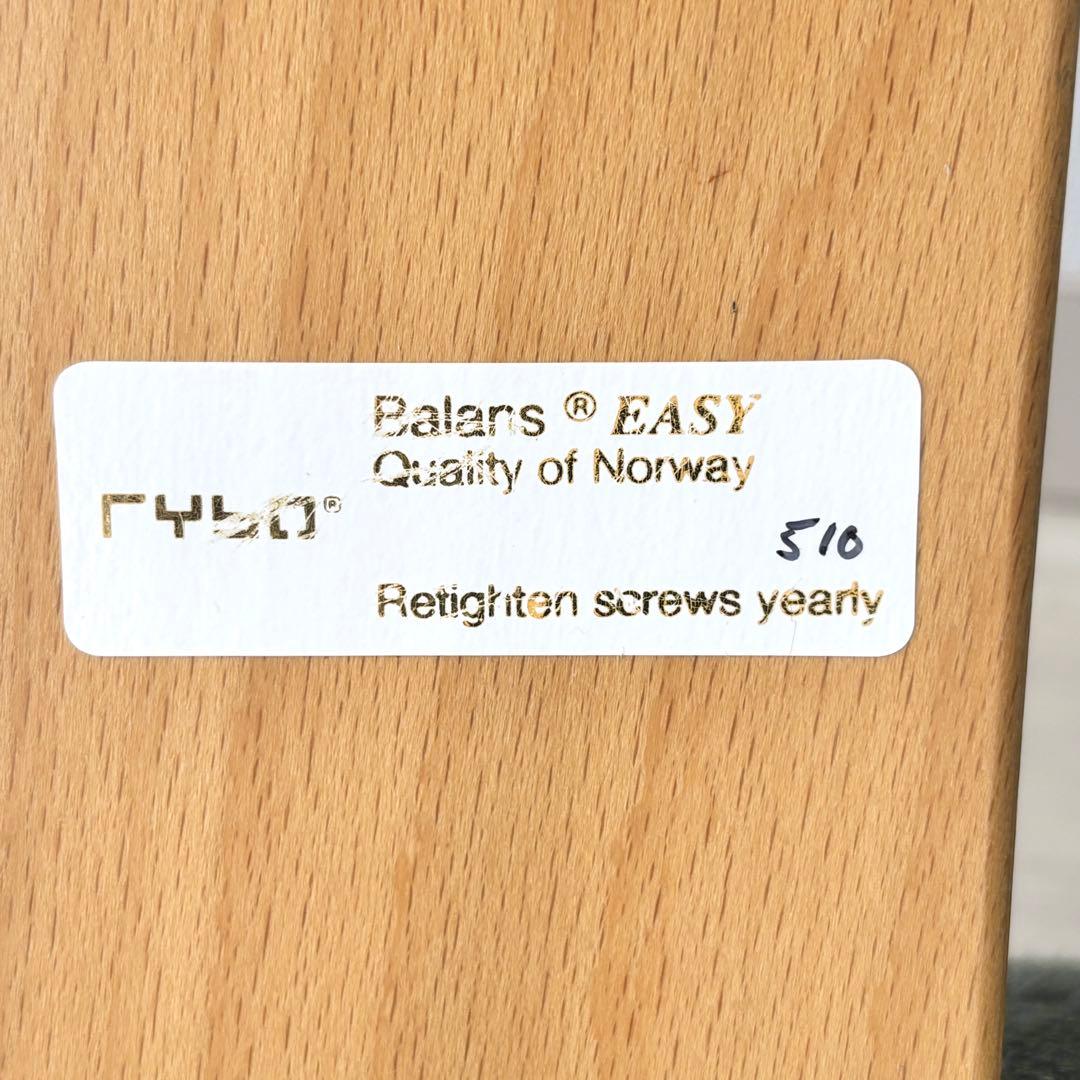 Balans ® EASY
Quality of Norway
rybo®
510
Retighten screws yearly